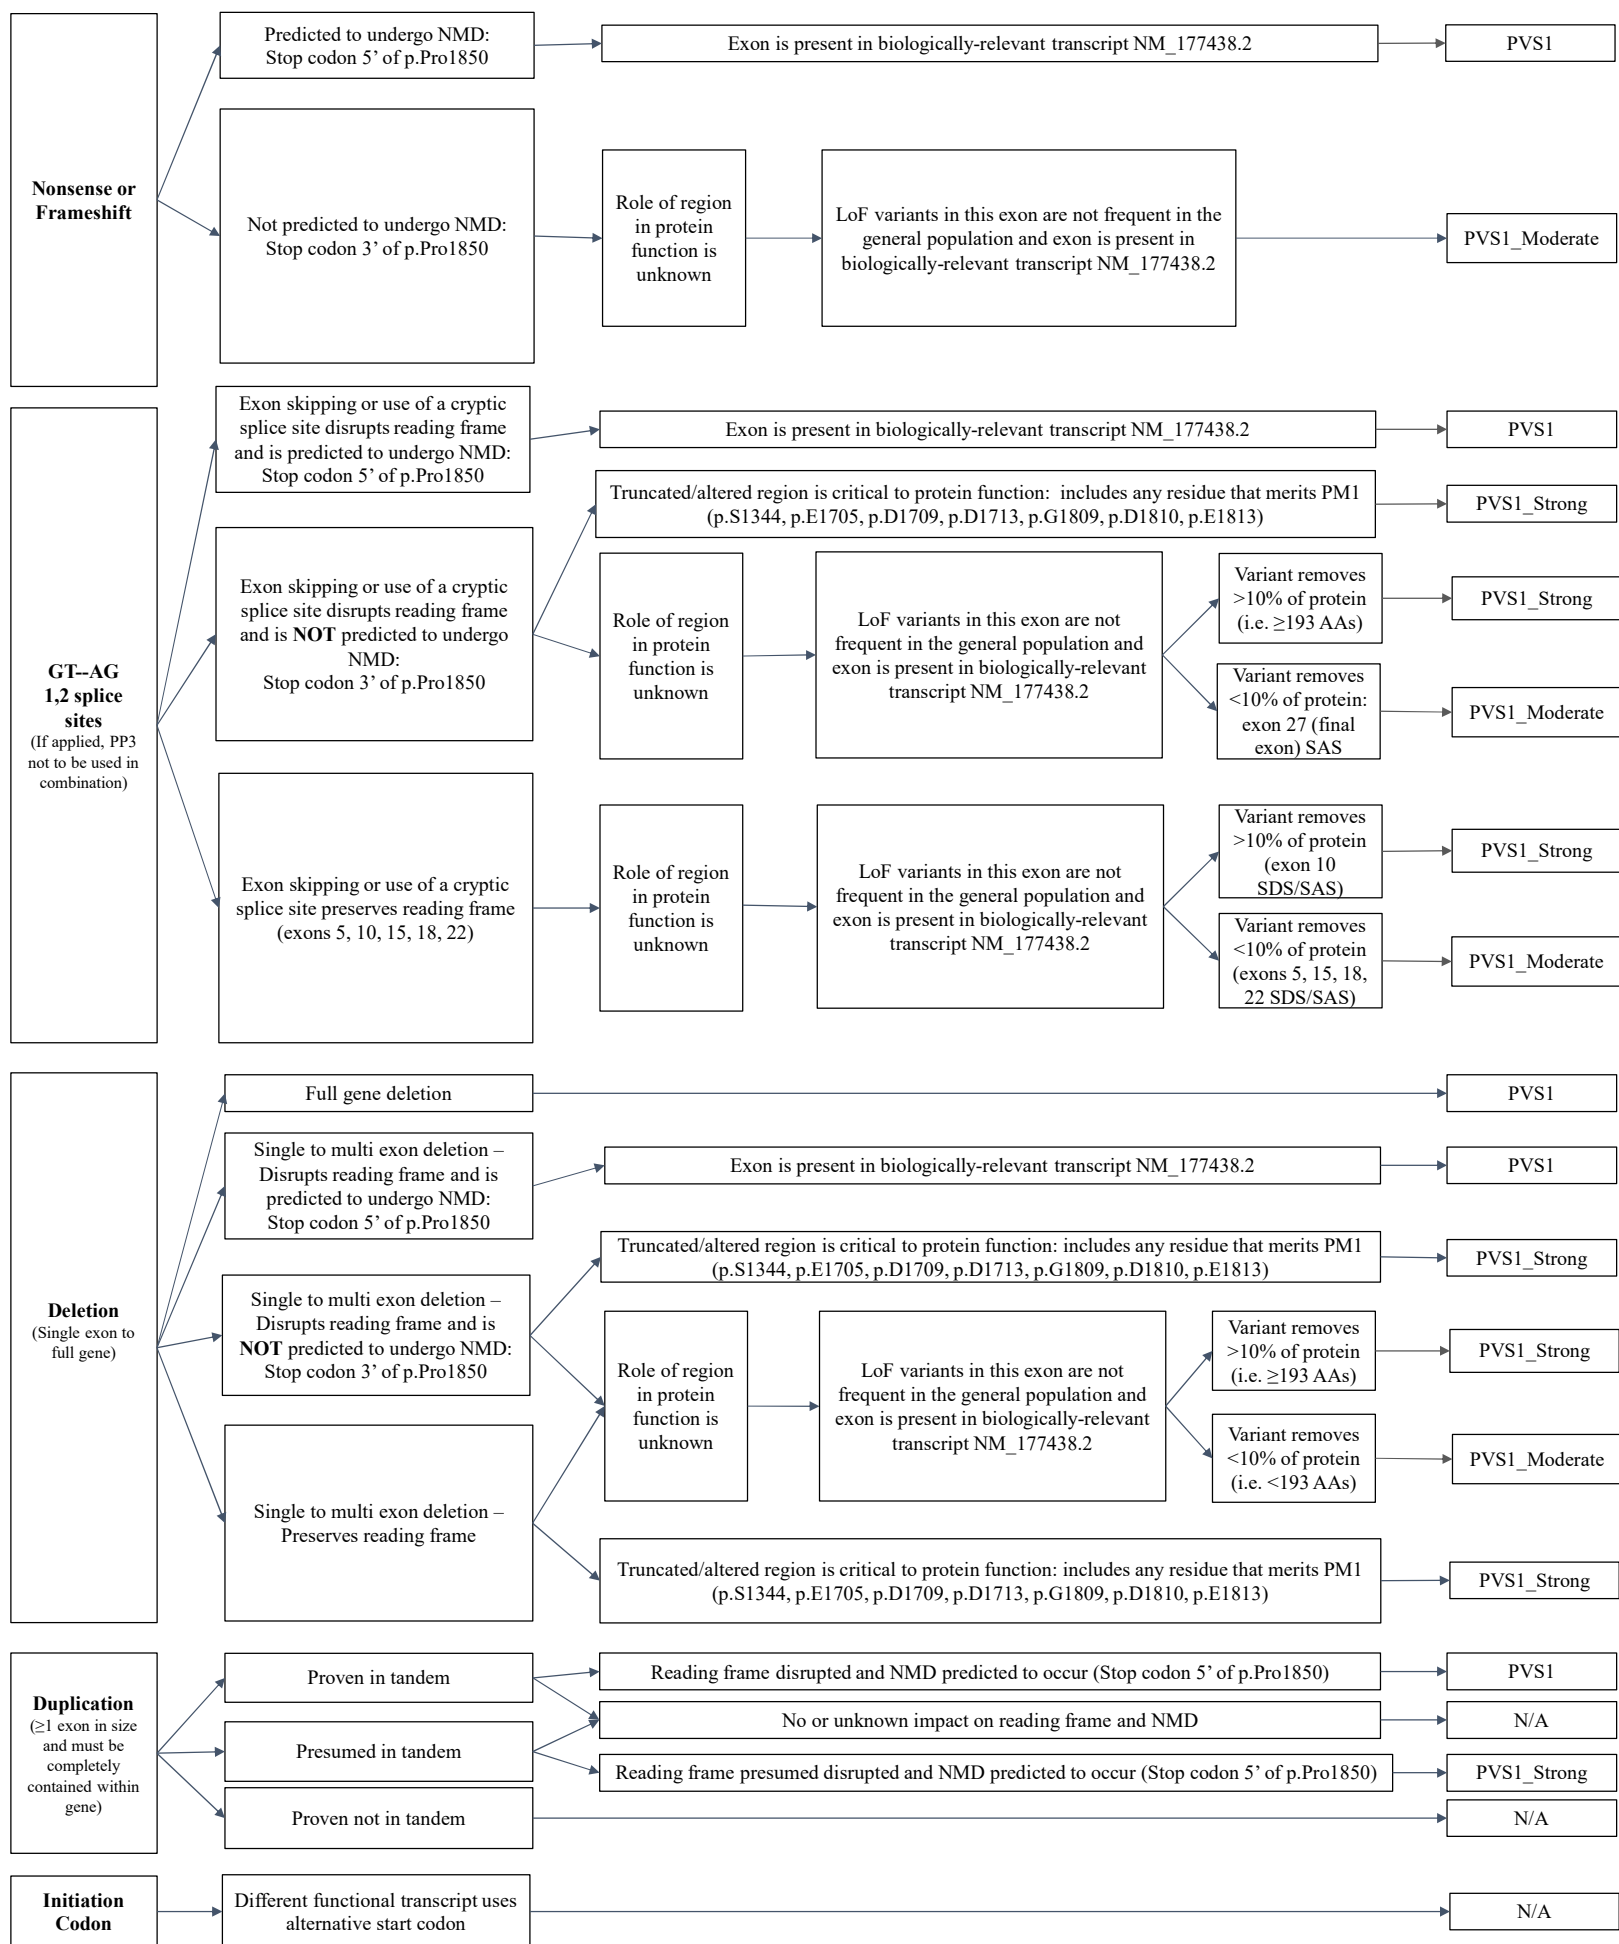 Nonsense or
Frameshift
Predicted to undergo NMD:
Stop codon 5’ of p.Pro1850
Exon is present in biologically-relevant transcript NM_177438.2
PVS1
Not predicted to undergo NMD:
Stop codon 3’ of p.Pro1850
Role of region
in protein
function is
unknown
LoF variants in this exon are not frequent in the
general population and exon is present in
biologically-relevant transcript NM_177438.2
PVS1_Moderate
GT--AG
1,2 splice
sites
(If applied, PP3
not to be used in
combination)
Exon skipping or use of a cryptic
splice site disrupts reading frame
and is predicted to undergo NMD:
Stop codon 5’ of p.Pro1850
Exon is present in biologically-relevant transcript NM_177438.2
PVS1
Exon skipping or use of a cryptic
splice site disrupts reading frame
and is NOT predicted to undergo
NMD:
Stop codon 3’ of p.Pro1850
Truncated/altered region is critical to protein function:  includes any residue that merits PM1
(p.S1344, p.E1705, p.D1709, p.D1713, p.G1809, p.D1810, p.E1813)
PVS1_Strong
Role of region
in protein
function is
unknown
LoF variants in this exon are not
frequent in the general population and
exon is present in biologically-relevant
transcript NM_177438.2
Variant removes
>10% of protein
(i.e. ≥193 AAs)
PVS1_Strong
Variant removes
<10% of protein:
exon 27 (final
exon) SAS
PVS1_Moderate
Exon skipping or use of a cryptic
splice site preserves reading frame
(exons 5, 10, 15, 18, 22)
Role of region
in protein
function is
unknown
LoF variants in this exon are not
frequent in the general population and
exon is present in biologically-relevant
transcript NM_177438.2
Variant removes
>10% of protein
(exon 10
SDS/SAS)
PVS1_Strong
Variant removes
<10% of protein
(exons 5, 15, 18,
22 SDS/SAS)
PVS1_Moderate
Deletion
(Single exon to
full gene)
Full gene deletion
PVS1
Single to multi exon deletion –
Disrupts reading frame and is
predicted to undergo NMD:
Stop codon 5’ of p.Pro1850
Exon is present in biologically-relevant transcript NM_177438.2
PVS1
Single to multi exon deletion –
Disrupts reading frame and is
NOT predicted to undergo NMD:
Stop codon 3’ of p.Pro1850
Truncated/altered region is critical to protein function: includes any residue that merits PM1
(p.S1344, p.E1705, p.D1709, p.D1713, p.G1809, p.D1810, p.E1813)
PVS1_Strong
Role of region
in protein
function is
unknown
LoF variants in this exon are not
frequent in the general population and
exon is present in biologically-relevant
transcript NM_177438.2
Variant removes
>10% of protein
(i.e. ≥193 AAs)
PVS1_Strong
Variant removes
<10% of protein
(i.e. <193 AAs)
PVS1_Moderate
Single to multi exon deletion –
Preserves reading frame
Truncated/altered region is critical to protein function: includes any residue that merits PM1
(p.S1344, p.E1705, p.D1709, p.D1713, p.G1809, p.D1810, p.E1813)
PVS1_Strong
Duplication
(≥1 exon in size
and must be
completely
contained within
gene)
Proven in tandem
Reading frame disrupted and NMD predicted to occur (Stop codon 5’ of p.Pro1850)
PVS1
No or unknown impact on reading frame and NMD
N/A
Presumed in tandem
Reading frame presumed disrupted and NMD predicted to occur (Stop codon 5’ of p.Pro1850)
PVS1_Strong
Proven not in tandem
N/A
Initiation
Codon
Different functional transcript uses
alternative start codon
N/A